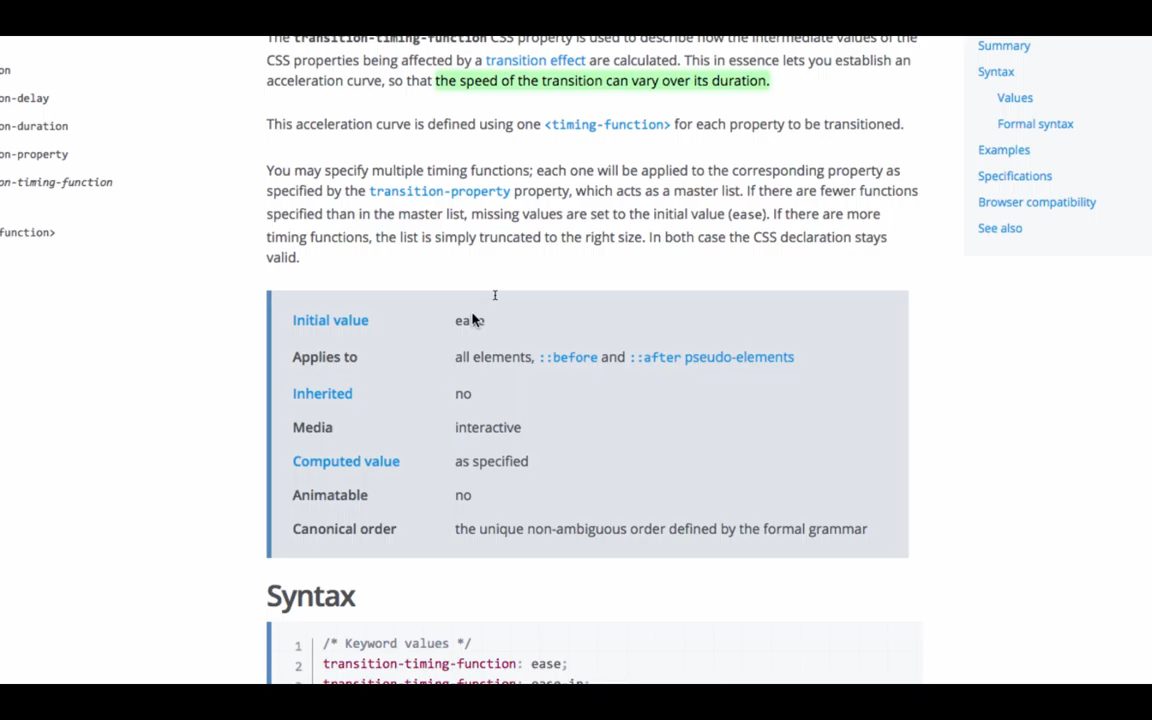 The transition-timing-function CSS property is used to describe how the intermediate values of the
CSS properties being affected by a transition effect are calculated. This in essence lets you establish an
acceleration curve, so that the speed of the transition can vary over its duration.
This acceleration curve is defined using one <timing-function> for each property to be transitioned.
You may specify multiple timing functions; each one will be applied to the corresponding property as
specified by the transition-property property, which acts as a master list. If there are fewer functions
specified than in the master list, missing values are set to the initial value (ease). If there are more
timing functions, the list is simply truncated to the right size. In both case the CSS declaration stays
valid.
on
on-delay
on-duration
on-property
on-timing-function
function>
Summary
Syntax
Values
Formal syntax
Examples
Specifications
Browser compatibility
See also
Initial value ease
Applies to all elements, ::before and ::after pseudo-elements
Inherited no
Media interactive
Computed value as specified
Animatable no
Canonical order the unique non-ambiguous order defined by the formal grammar
Syntax
1 /* Keyword values */
2 transition-timing-function: ease;
transition-timing-function: ease-in;